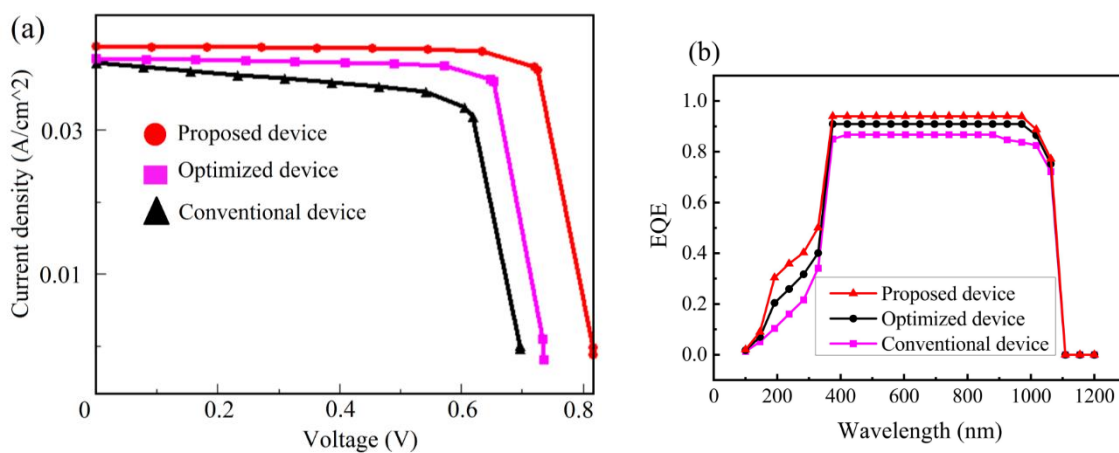 (a)
Current density (A/cm^2)
0.03
0.01
Proposed device
Optimized device
Conventional device
0
0.2
0.4
0.6
0.8
Voltage (V)
(b)
EQE
1.0
0.8
0.6
0.4
0.2
0.0
Proposed device
Optimized device
Conventional device
0
200
400
600
800
1000
1200
Wavelength (nm)